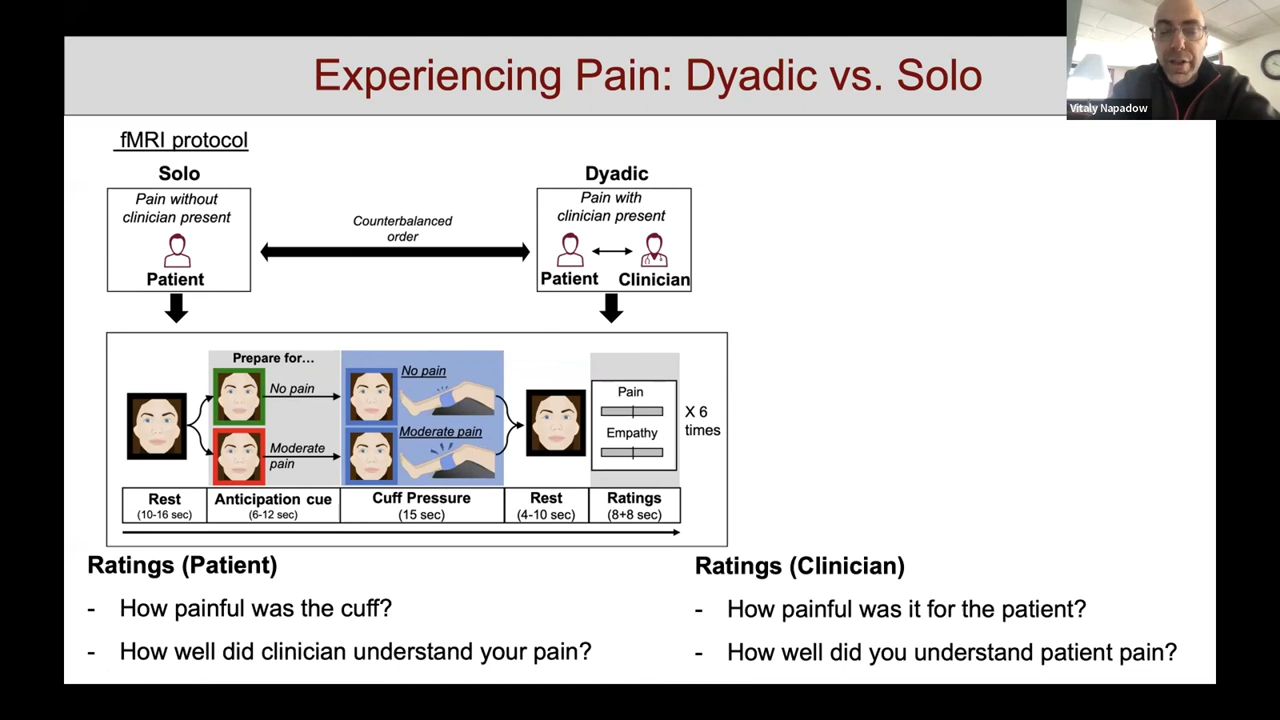 Experiencing Pain: Dyadic vs. Solo
Vitaly Napadow
fMRI protocol
Solo
Pain without
clinician present
Patient
Counterbalanced
order
Dyadic
Pain with
clinician present
Patient
Clinician
Prepare for...
No pain
Moderate
pain
No pain
Moderate pain
Pain
Empathy
X 6
times
Rest
(10-16 sec)
Anticipation cue
(6-12 sec)
Cuff Pressure
(15 sec)
Rest
(4-10 sec)
Ratings
(8+8 sec)
Ratings (Patient)
- How painful was the cuff?
- How well did clinician understand your pain?
Ratings (Clinician)
- How painful was it for the patient?
- How well did you understand patient pain?